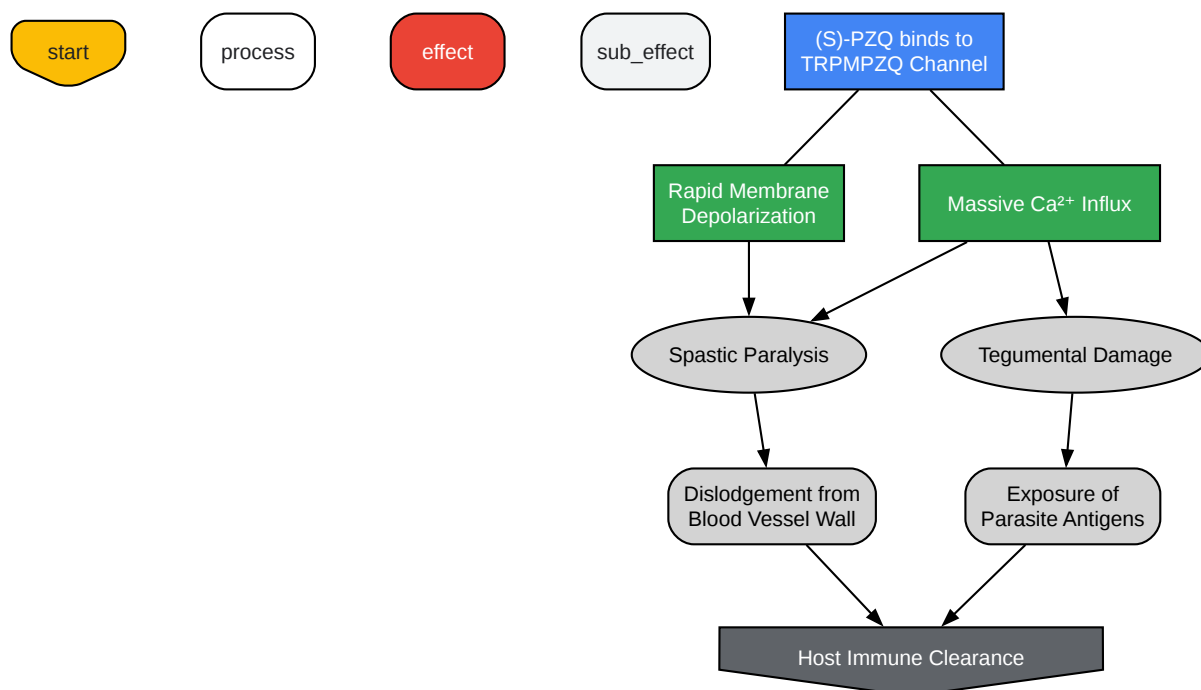 start
process
effect
sub_effect
(S)-PZQ binds to
TRPMPZQ Channel
Rapid Membrane
Depolarization
Massive Ca²⁺ Influx
Spastic Paralysis
Tegumental Damage
Dislodgement from
Blood Vessel Wall
Exposure of
Parasite Antigens
Host Immune Clearance